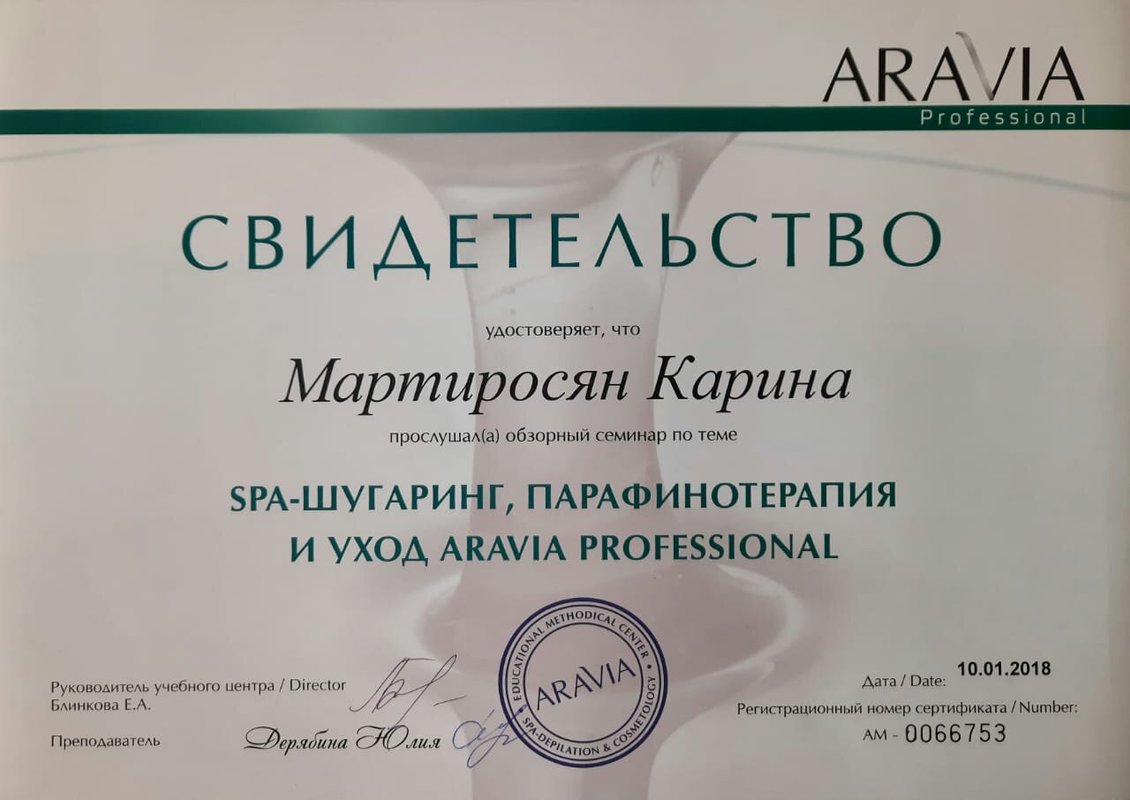 ARAVIA
Professional
СВИДЕТЕЛЬСТВО
удостоверяет, что
Мартиросян Карина
прослушал(а) обзорный семинар по теме
SPA-ШУГАРИНГ, ПАРАФИНОТЕРАПИЯ
И УХОД ARAVIA PROFESSIONAL
Руководитель учебного центра / Director
Блинкова Е.А.
Преподаватель
Дерябина Юлия
EDUCATIONAL METHODICAL CENTER
ARAVIA
SPA-DEPILATION & COSMETOLOGY
Дата / Date: 10.01.2018
Регистрационный номер сертификата / Number:
АМ - 0066753